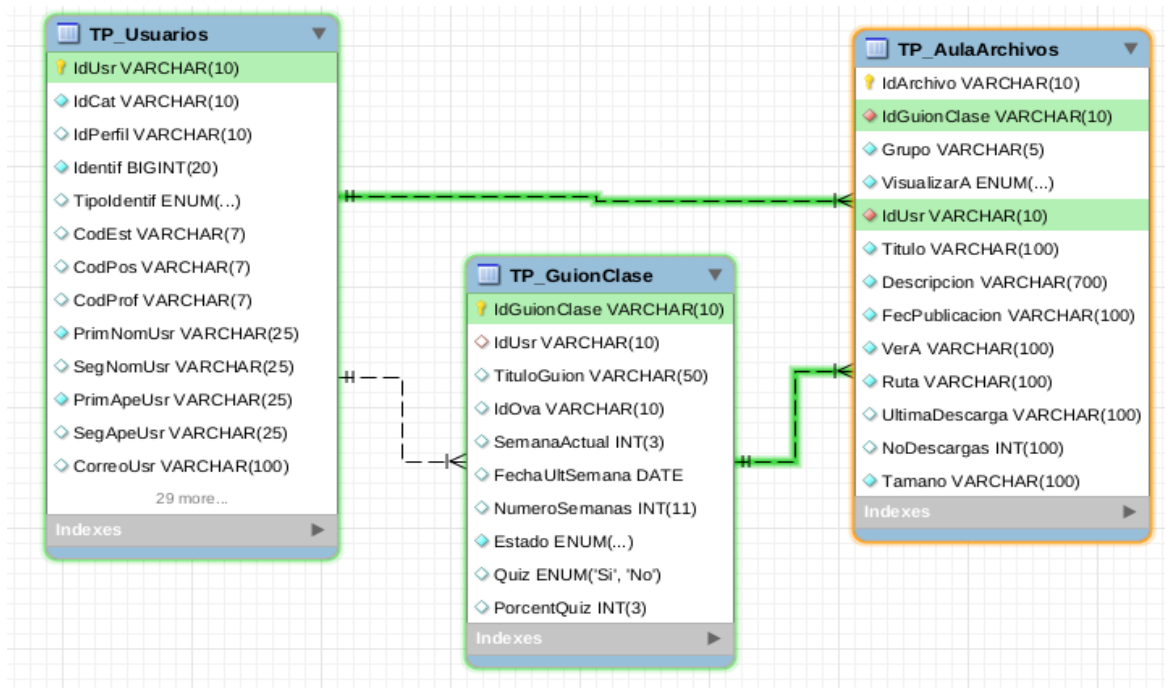 TP_Usuarios
IdUsr VARCHAR(10)
IdCat VARCHAR(10)
IdPerfil VARCHAR(10)
Identif BIGINT(20)
TipoIdentif ENUM(...)
CodEst VARCHAR(7)
CodPos VARCHAR(7)
CodProf VARCHAR(7)
PrimNomUsr VARCHAR(25)
SegNomUsr VARCHAR(25)
PrimApeUsr VARCHAR(25)
SegApeUsr VARCHAR(25)
CorreoUsr VARCHAR(100)
29 more...
Indexes
TP_GuionClase
IdGuionClase VARCHAR(10)
IdUsr VARCHAR(10)
TituloGuion VARCHAR(50)
IdOva VARCHAR(10)
SemanaActual INT(3)
FechaUltSemana DATE
NumeroSemanas INT(11)
Estado ENUM(...)
Quiz ENUM('Si', 'No')
PorcentQuiz INT(3)
Indexes
TP_AulaArchivos
IdArchivo VARCHAR(10)
IdGuionClase VARCHAR(10)
Grupo VARCHAR(5)
VisualizarA ENUM(...)
IdUsr VARCHAR(10)
Titulo VARCHAR(100)
Descripcion VARCHAR(700)
FecPublicacion VARCHAR(100)
VerA VARCHAR(100)
Ruta VARCHAR(100)
UltimaDescarga VARCHAR(100)
NoDescargas INT(100)
Tamano VARCHAR(100)
Indexes